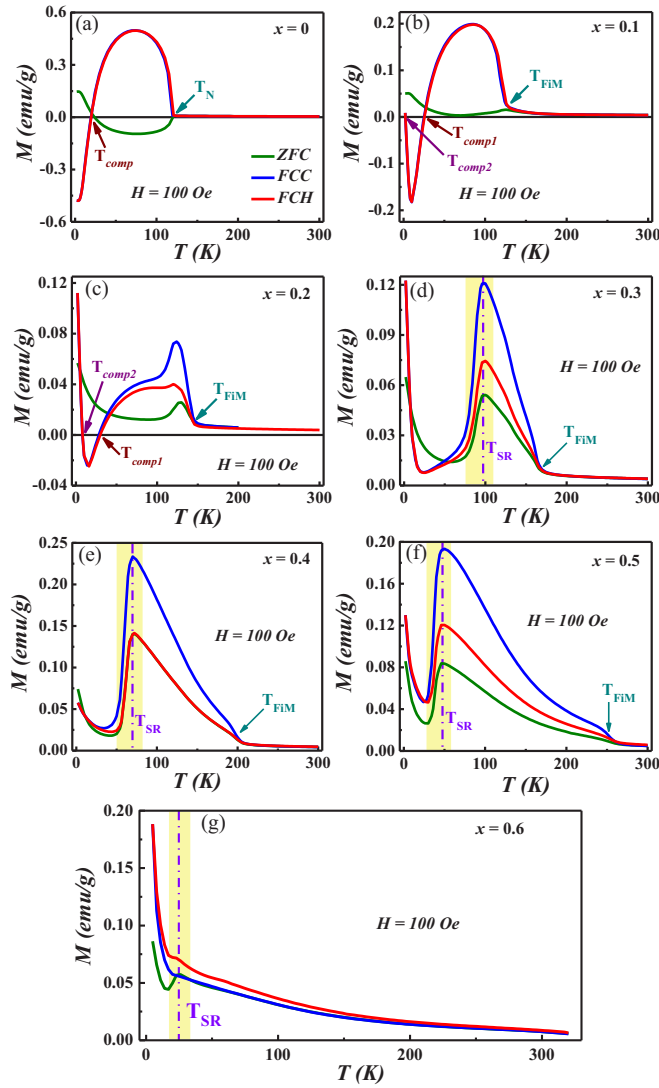 (a)
x = 0
0.6
0.3
0.0
-0.3
-0.6
M (emu/g)
T_N
T_comp
ZFC
FCC
FCH
H = 100 Oe
0 100 200 300
T (K)
(b)
x = 0.1
0.2
0.1
0.0
-0.1
-0.2
M (emu/g)
T_FiM
T_comp1
T_comp2
H = 100 Oe
0 100 200 300
T (K)
(c)
x = 0.2
0.12
0.08
0.04
0.00
-0.04
M (emu/g)
T_comp2
T_FiM
T_comp1
H = 100 Oe
0 100 200 300
T (K)
(d)
x = 0.3
0.12
0.09
0.06
0.03
0.00
M (emu/g)
H = 100 Oe
T_FiM
T_SR
0 100 200 300
T (K)
(e)
x = 0.4
0.25
0.20
0.15
0.10
0.05
0.00
M (emu/g)
H = 100 Oe
T_FiM
T_SR
0 100 200 300
T (K)
(f)
x = 0.5
0.20
0.16
0.12
0.08
0.04
0.00
M (emu/g)
H = 100 Oe
T_FiM
T_SR
0 100 200 300
T (K)
(g)
x = 0.6
0.20
0.15
0.10
0.05
0.00
M (emu/g)
H = 100 Oe
T_SR
0 100 200 300
T (K)